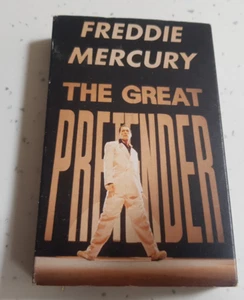 FREDDIE
MERCURY
THE GREAT
PRETENDER